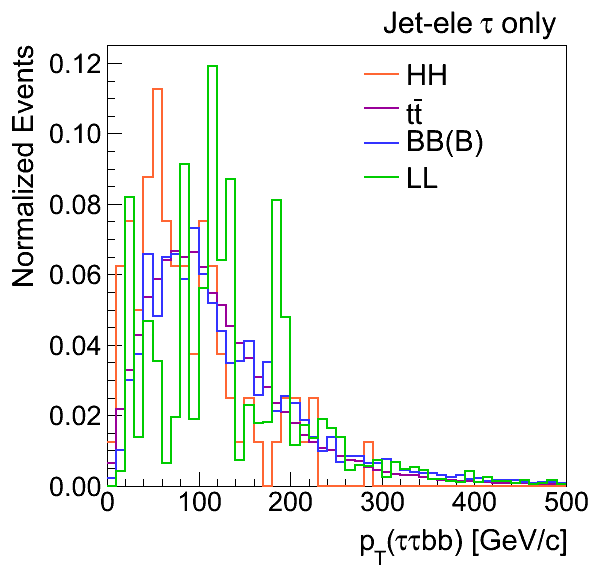 Jet-ele τ only
Normalized Events
0.12
0.10
0.08
0.06
0.04
0.02
0.00
HH
tt̄
BB(B)
LL
0 100 200 300 400 500
p_T(ττbb) [GeV/c]